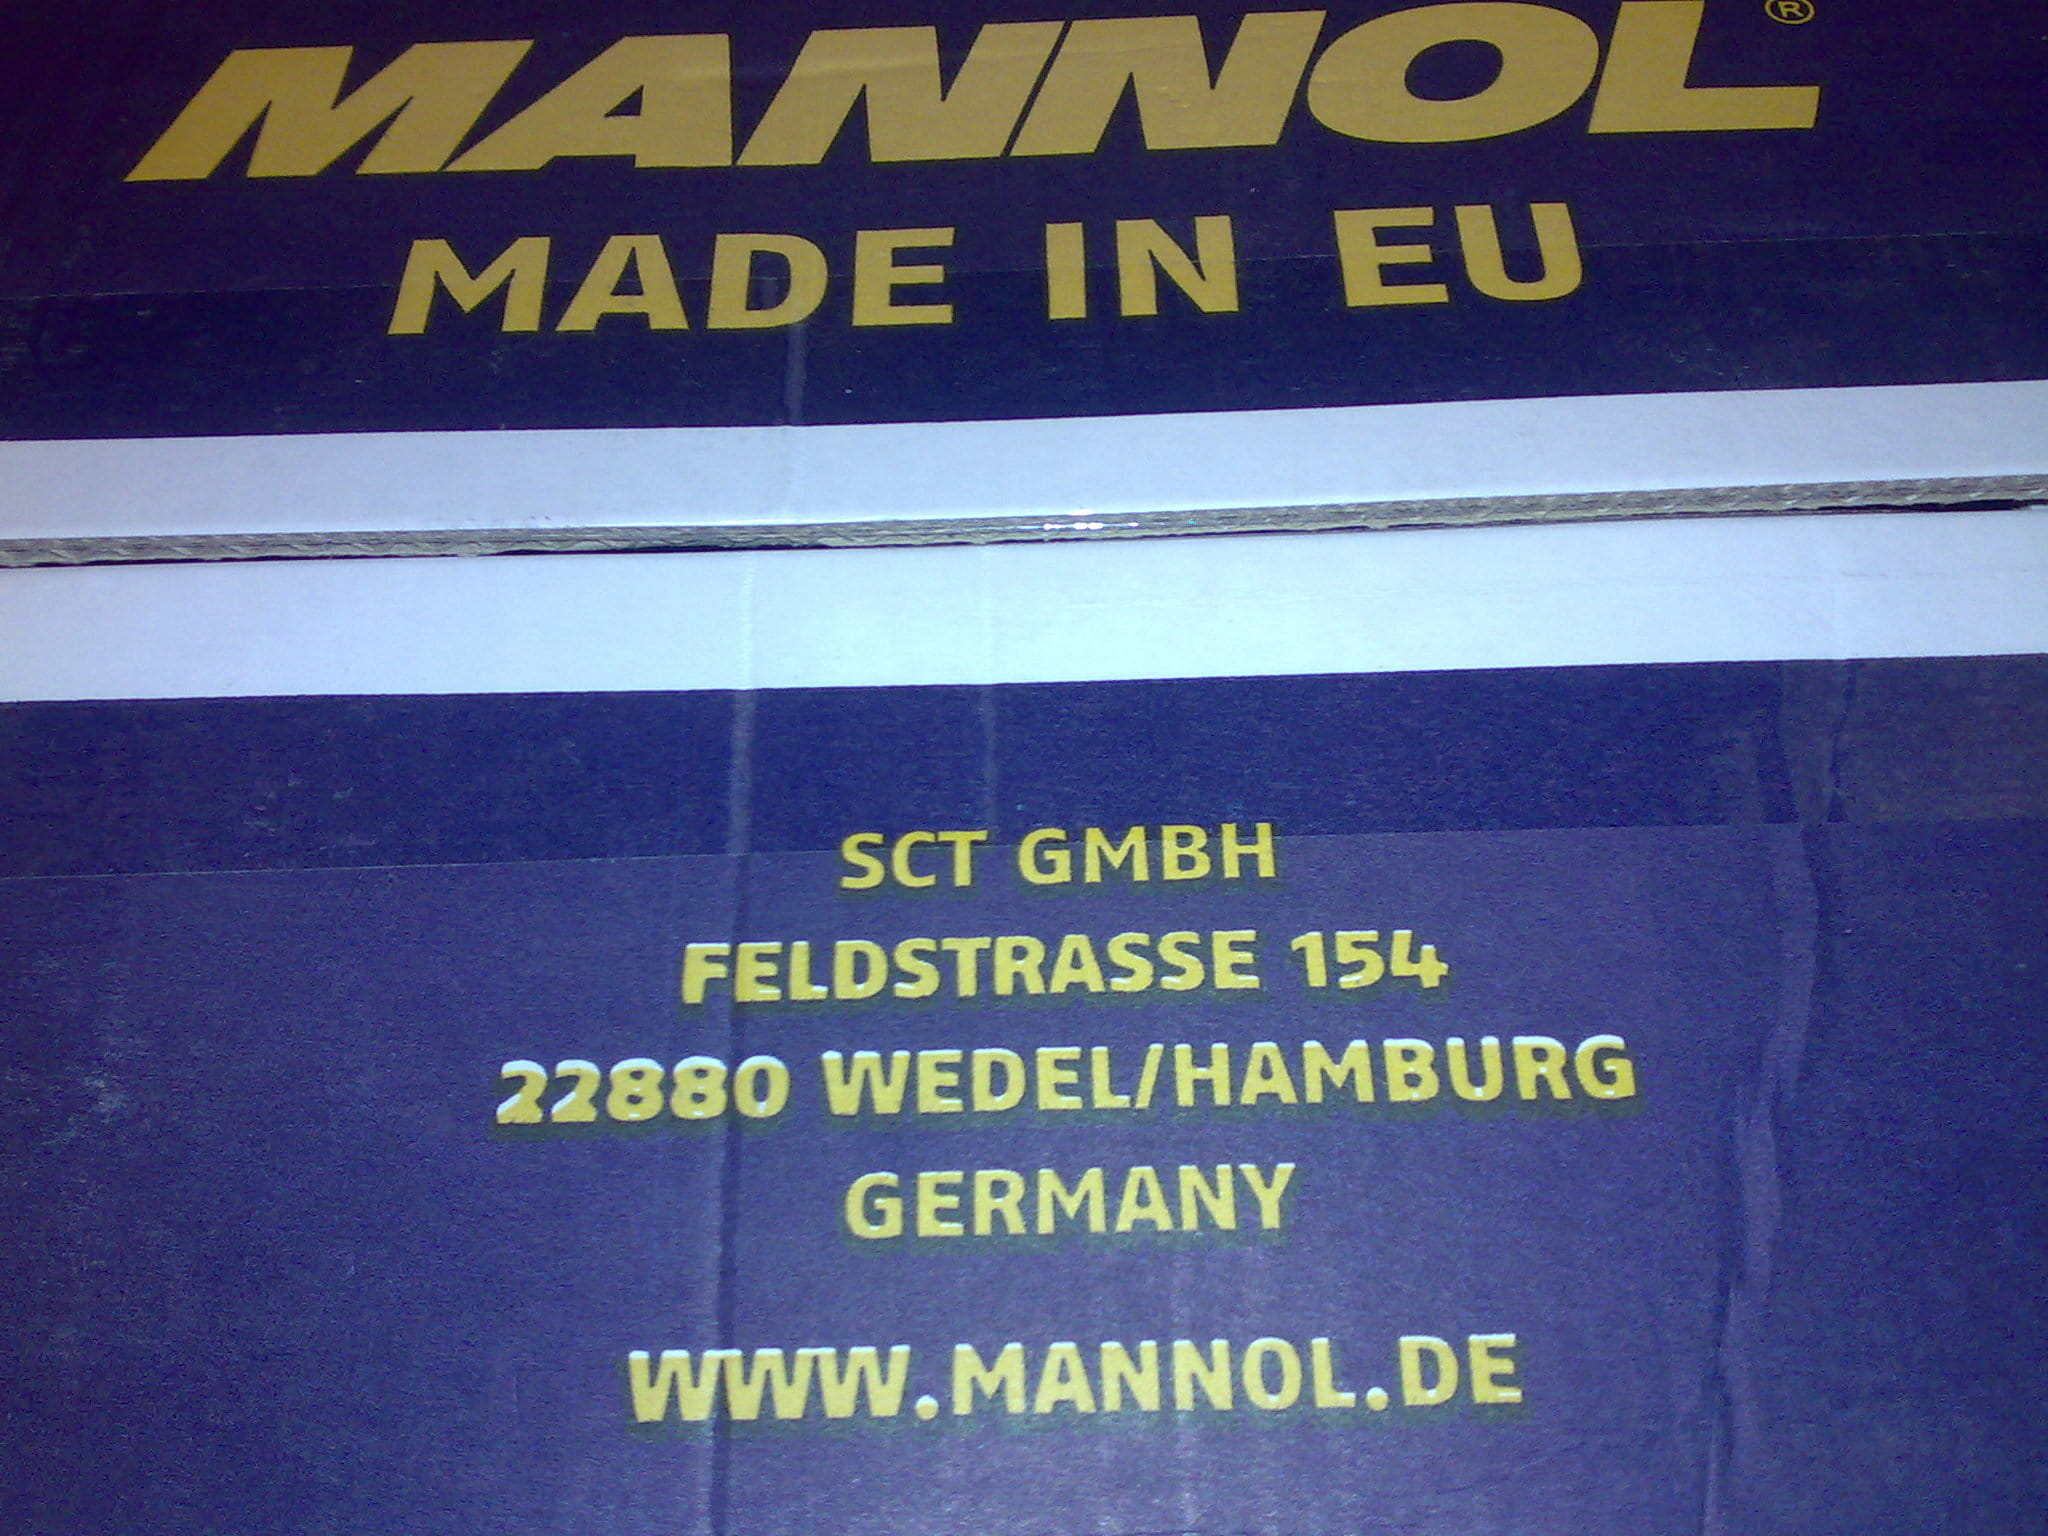 MANNOL®
MADE IN EU
SCT GMBH
FELDSTRASSE 154
22880 WEDEL/HAMBURG
GERMANY
WWW.MANNOL.DE